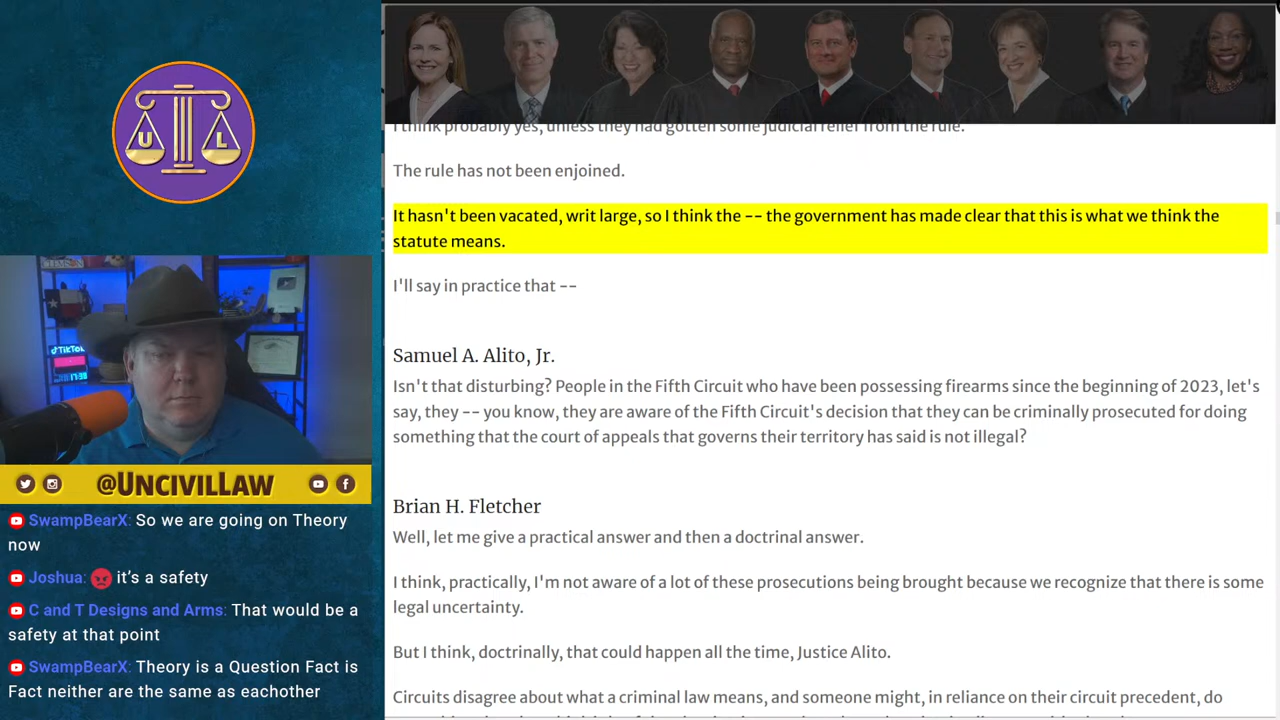 U L
TikTok
@UNCIVILLAW
SwampBearX: So we are going on Theory
now
Joshua: 😡 it’s a safety
C and T Designs and Arms: That would be a
safety at that point
SwampBearX: Theory is a Question Fact is
Fact neither are the same as eachother
I think probably yes, unless they had gotten some judicial relief from the rule.
The rule has not been enjoined.
It hasn't been vacated, writ large, so I think the -- the government has made clear that this is what we think the
statute means.
I'll say in practice that --
Samuel A. Alito, Jr.
Isn't that disturbing? People in the Fifth Circuit who have been possessing firearms since the beginning of 2023, let's
say, they -- you know, they are aware of the Fifth Circuit's decision that they can be criminally prosecuted for doing
something that the court of appeals that governs their territory has said is not illegal?
Brian H. Fletcher
Well, let me give a practical answer and then a doctrinal answer.
I think, practically, I'm not aware of a lot of these prosecutions being brought because we recognize that there is some
legal uncertainty.
But I think, doctrinally, that could happen all the time, Justice Alito.
Circuits disagree about what a criminal law means, and someone might, in reliance on their circuit precedent, do